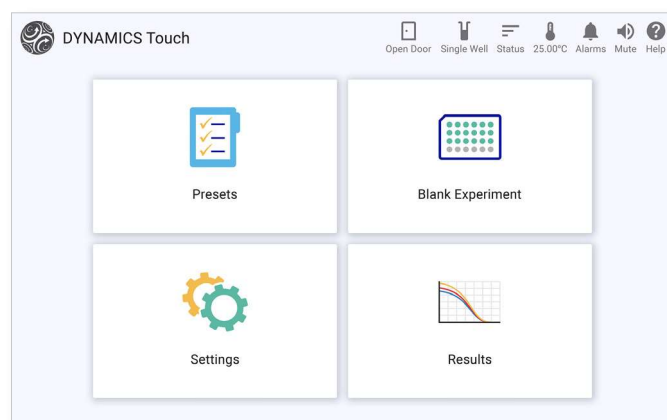 DYNAMICS Touch
Open Door Single Well Status 25.00°C Alarms Mute Help
Presets
Blank Experiment
Settings
Results